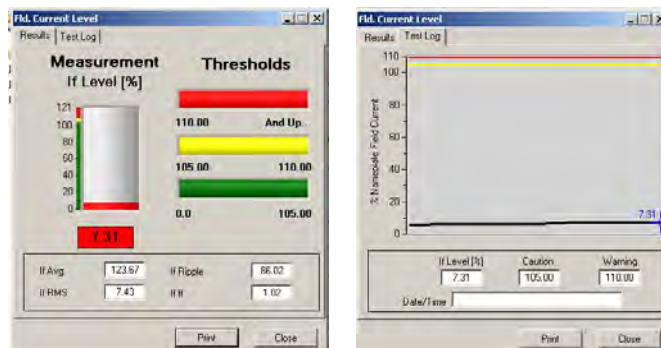 Fld. Current Level
Results Test Log
Measurement Thresholds
If Level [%]
121
100
80
60
40
20
0
110.00 And Up
105.00 110.00
0.0 105.00
7.31
If Avg 123.67 If Ripple 86.02
If RMS 7.43
1.02
Print Close
Fld. Current Level
Results Test Log
110
100
80
60
40
20
0
% Nameplate Field Current
7.31
If Level [%] Caution Warning
7.31 105.00 110.00
Date/Time
Print Close